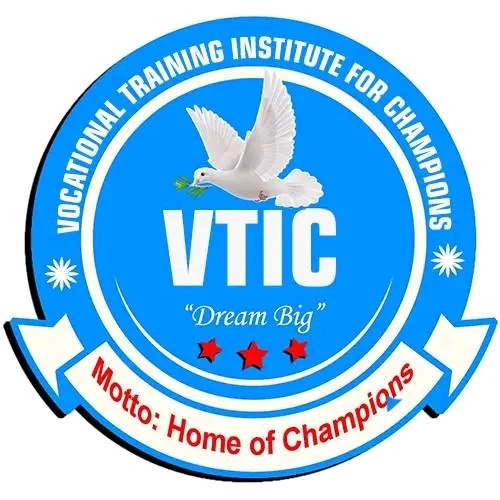 VOCATIONAL TRAINING INSTITUTE FOR CHAMPIONS
VTIC
"Dream Big"
Motto: Home of Champions